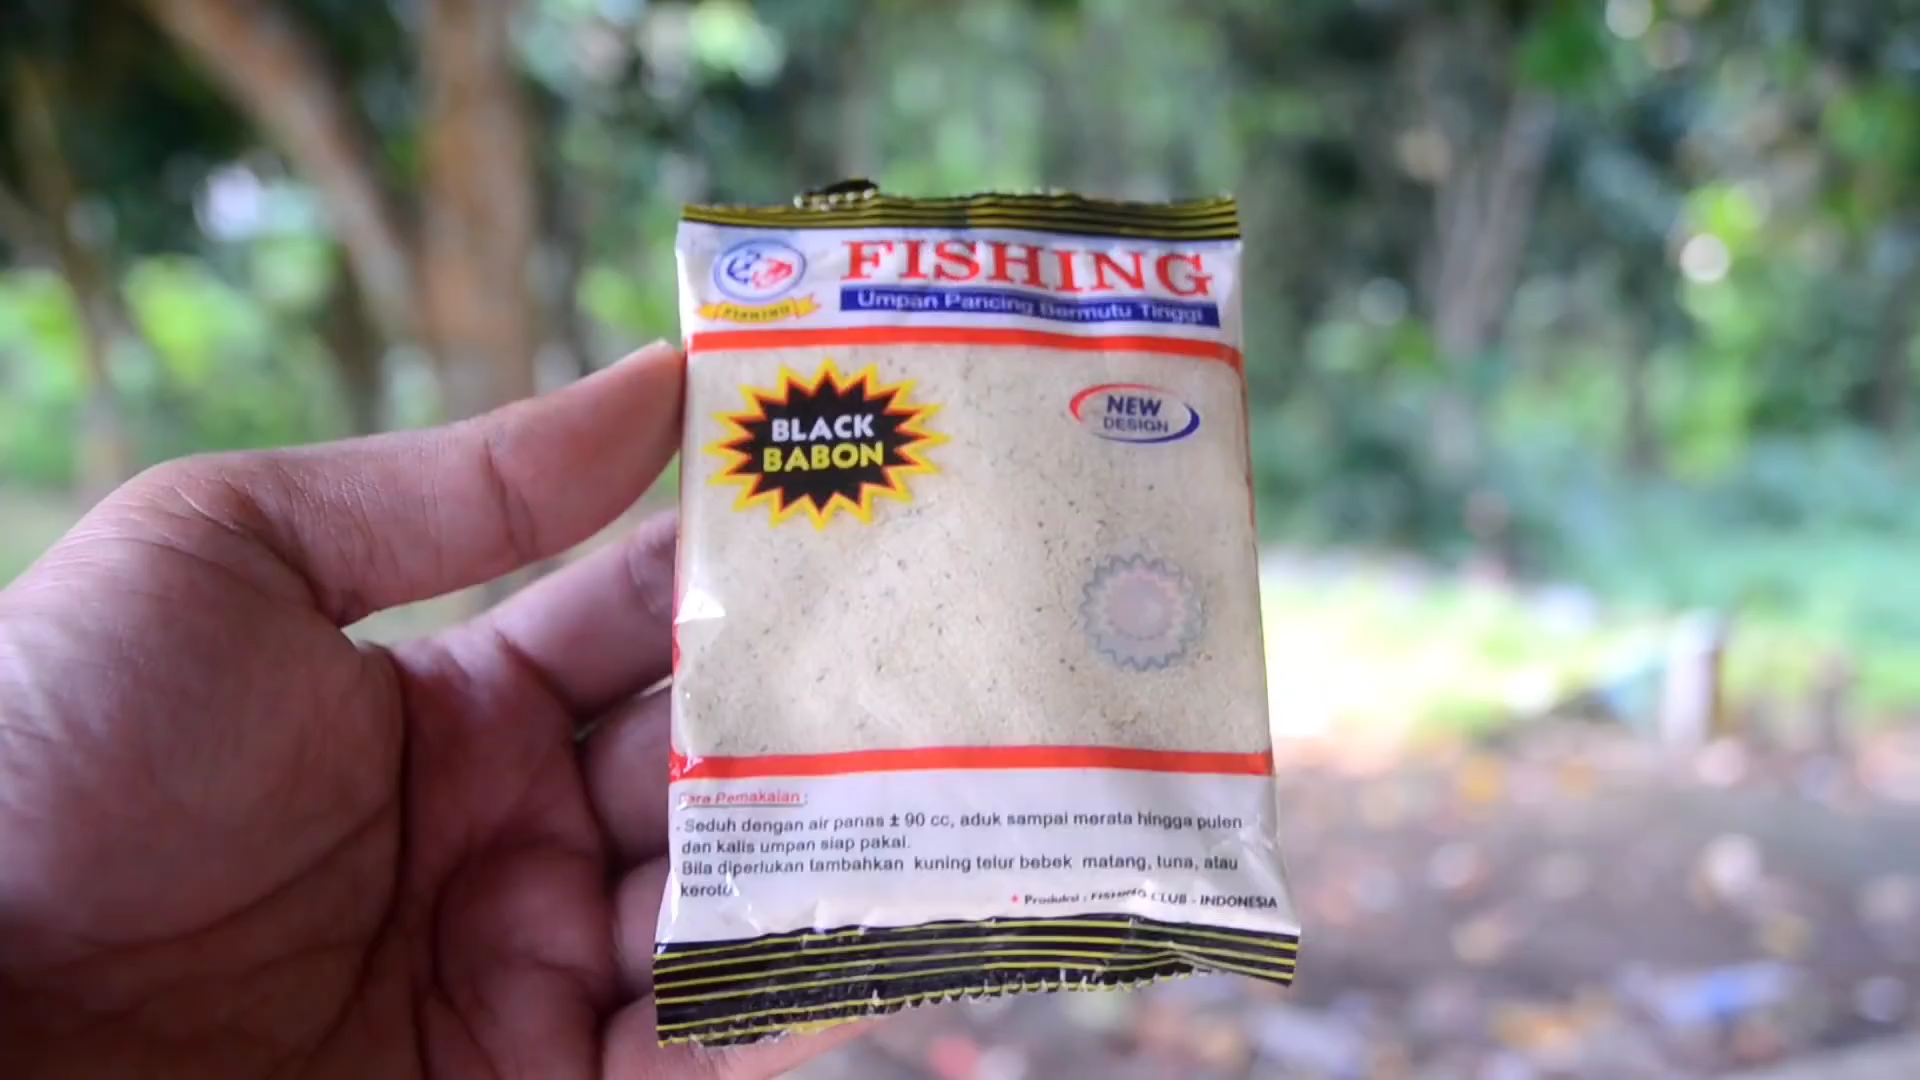 FISHING
FISHING
Umpan Pancing Bermutu Tinggi
BLACK
BABON
NEW
DESIGN
Cara Pemakaian :
- Seduh dengan air panas ± 90 cc, aduk sampai merata hingga pulen
dan kalis umpan siap pakai.
- Bila diperlukan tambahkan kuning telur bebek matang, tuna, atau
kroto
* Produksi : FISHING CLUB - INDONESIA